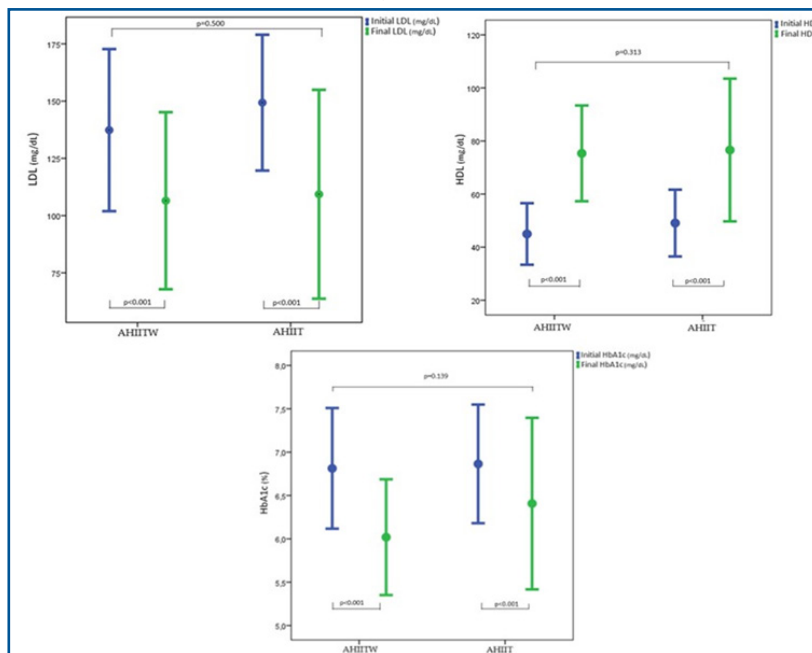 p=0.500
Initial LDL (mg/dL)
Final LDL (mg/dL)
175
150
125
100
75
LDL (mg/dL)
p<0.001
p<0.001
AHIITW
AHIIT
Initial HD
Final HD
120
100
80
60
40
20
HDL (mg/dL)
p=0.313
p<0.001
p<0.001
AHIITW
AHIIT
Initial HbA1c (mg/dL)
Final HbA1c (mg/dL)
8,0
7,5
7,0
6,5
6,0
5,5
5,0
HbA1c (%)
p=0.139
p<0.001
p<0.001
AHIITW
AHIIT